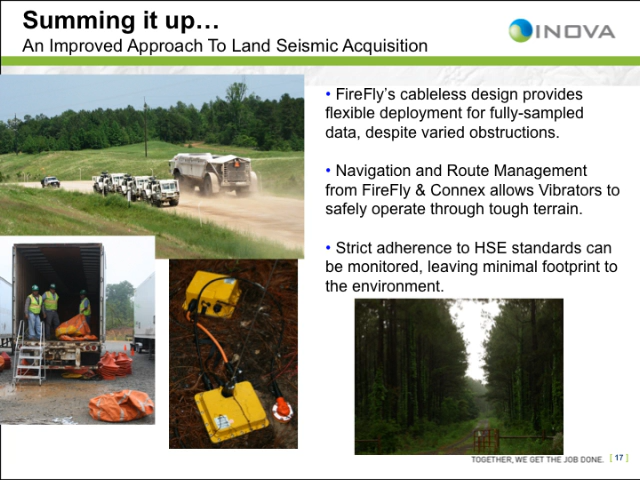 Summing it up…
An Improved Approach To Land Seismic Acquisition
INOVA
• FireFly’s cableless design provides
flexible deployment for fully-sampled
data, despite varied obstructions.
• Navigation and Route Management
from FireFly & Connex allows Vibrators to
safely operate through tough terrain.
• Strict adherence to HSE standards can
be monitored, leaving minimal footprint to
the environment.
TOGETHER, WE GET THE JOB DONE. [ 17 ]